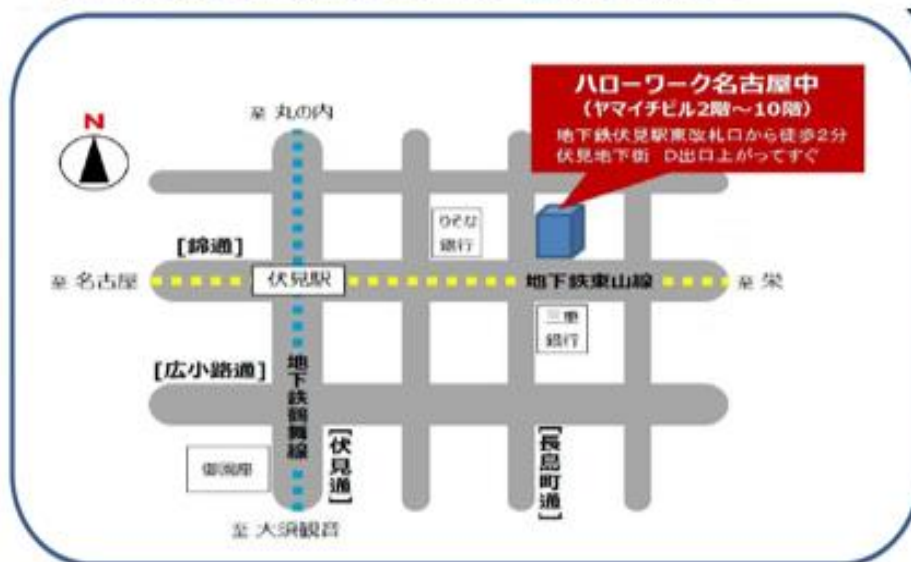 ハローワーク名古屋中
(ヤマイチビル2階～10階)
地下鉄伏見駅東改札口から徒歩2分
伏見地下街 D出口上がってすぐ
至 丸の内
N
りそな
銀行
[錦通]
至 名古屋
伏見駅
地下鉄東山線
至 栄
三重
銀行
[広小路通]
地下鉄鶴舞線
御園座
[伏見通]
[長島町通]
至 大須観音